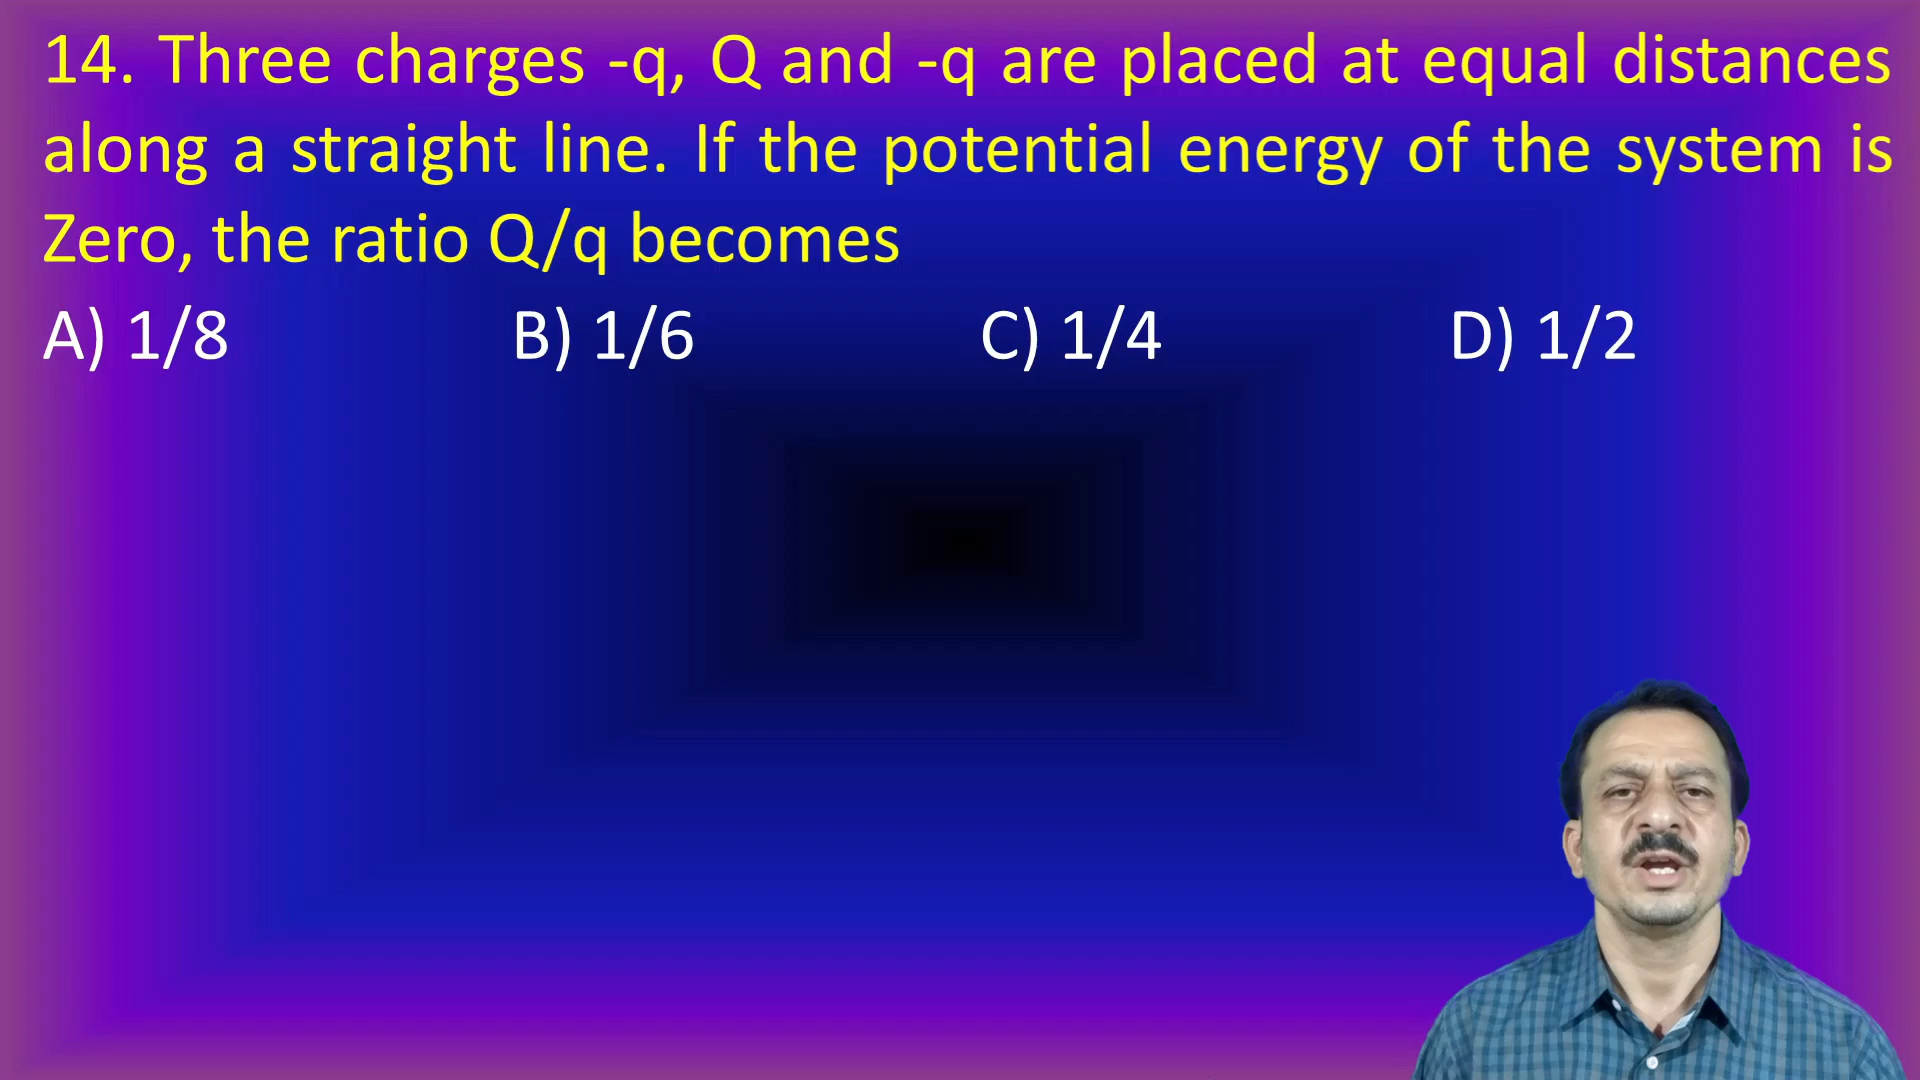 14. Three charges -q, Q and -q are placed at equal distances
along a straight line. If the potential energy of the system is
Zero, the ratio Q/q becomes
A) 1/8 B) 1/6 C) 1/4 D) 1/2